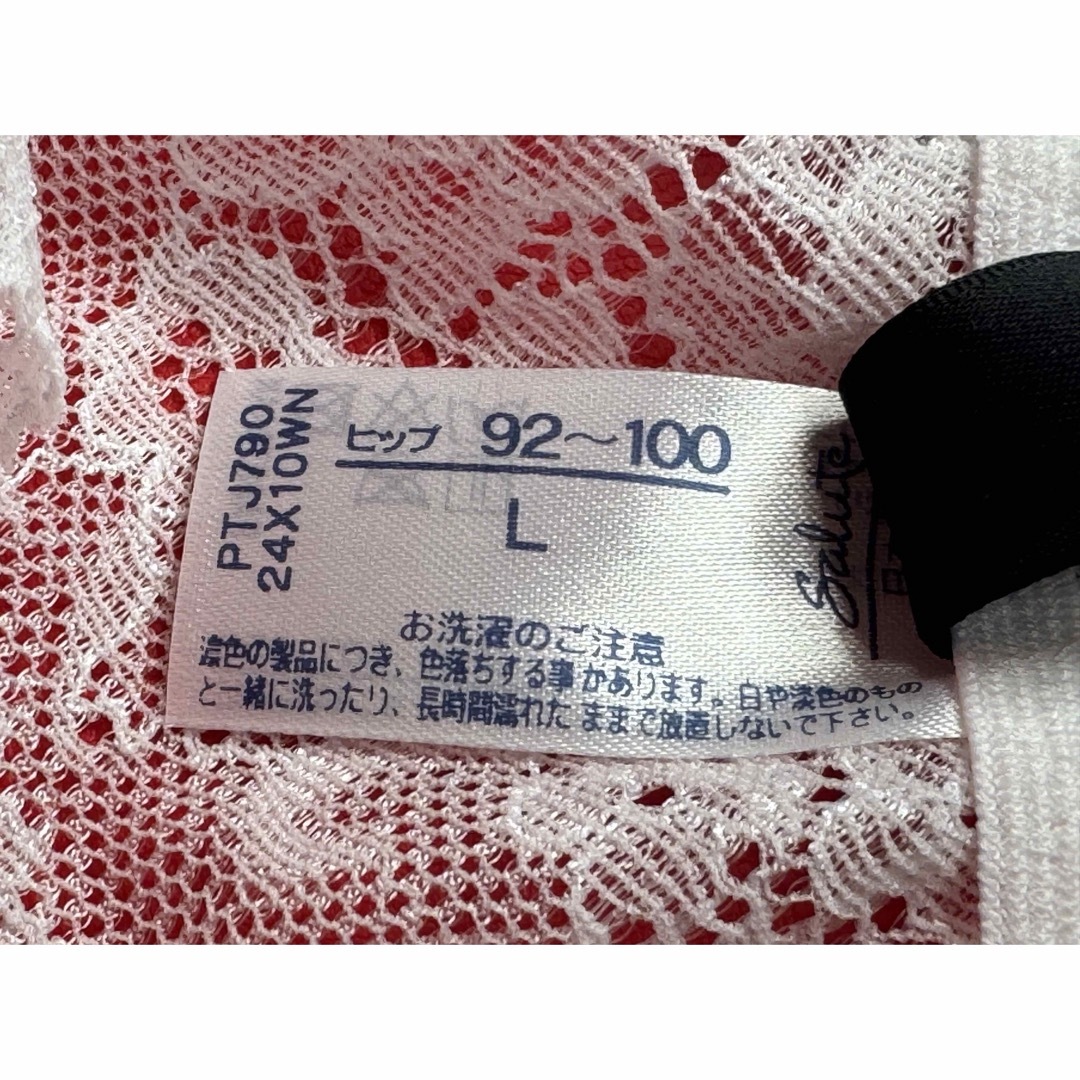 PTJ790
24X10WN
ヒップ 92～100
L
お洗濯のご注意
濃色の製品につき、色落ちする事があります。白や淡色のもの
と一緒に洗ったり、長時間濡れたままで放置しないで下さい。
Salute